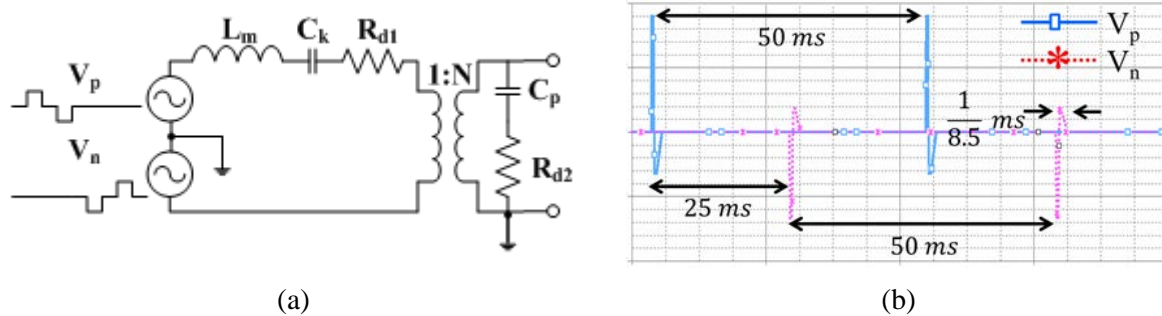 L_m C_k R_d1
V_p
1:N
C_p
V_n
R_d2
(a)
50 ms
V_p
V_n
1/8.5 ms
25 ms
50 ms
(b)